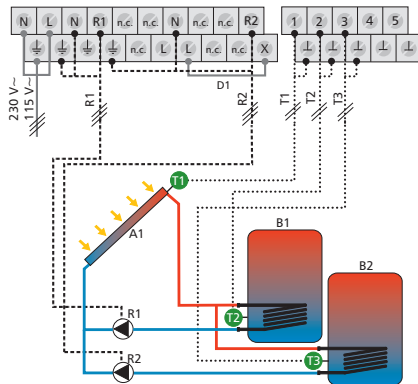 N L N R1 n.c. n.c. N n.c. n.c. R2
n.c. n.c. L L n.c. n.c. X
1 2 3 4 5
D1
230 V~
115 V~
R1
R2
T1
T2
T3
T1
A1
B1
B2
R1
T2
R2
T3